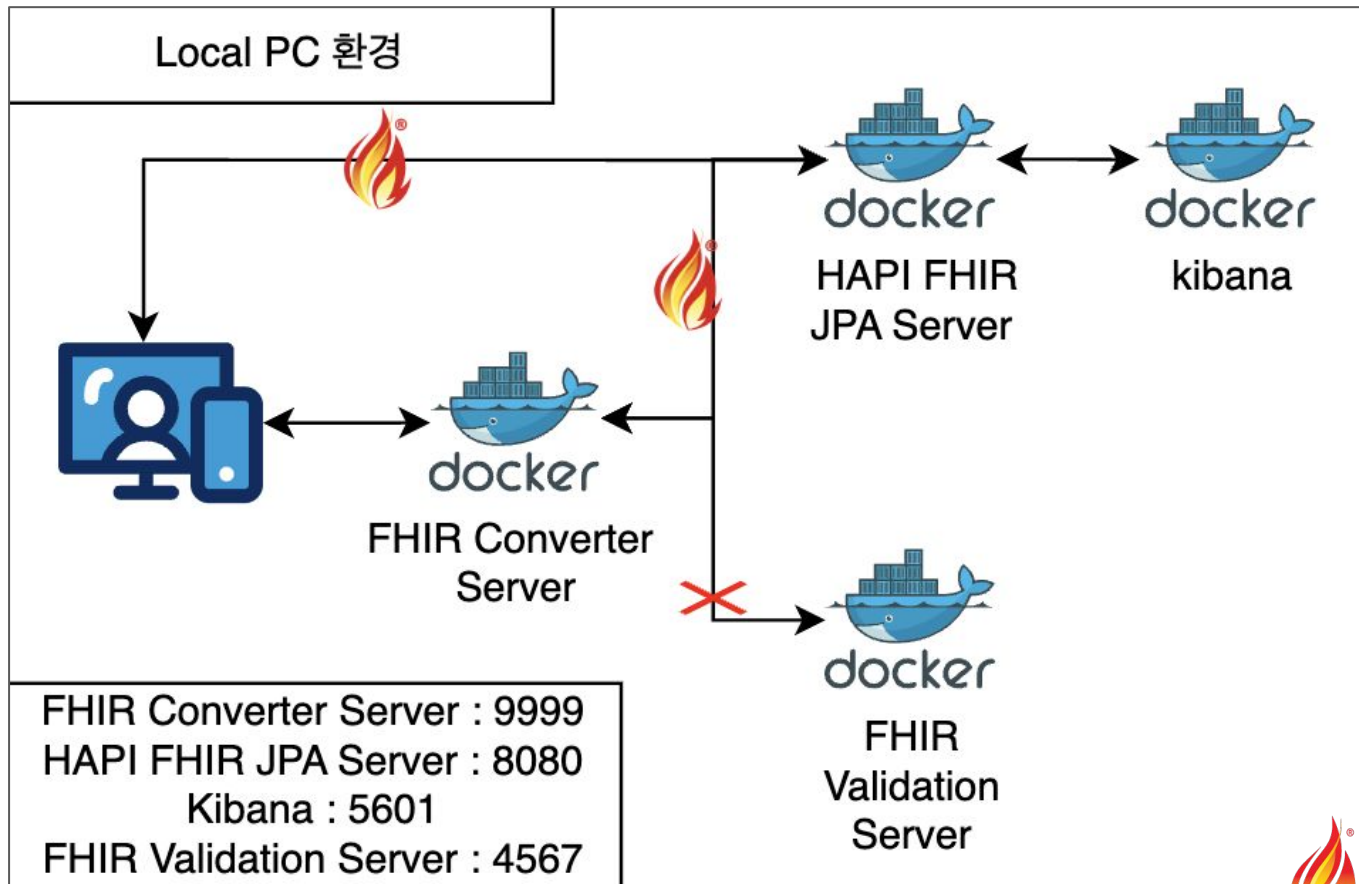 Local PC 환경
®
docker
HAPI FHIR
JPA Server
docker
kibana
®
docker
FHIR Converter
Server
docker
FHIR
Validation
Server
FHIR Converter Server : 9999
HAPI FHIR JPA Server : 8080
Kibana : 5601
FHIR Validation Server : 4567
®